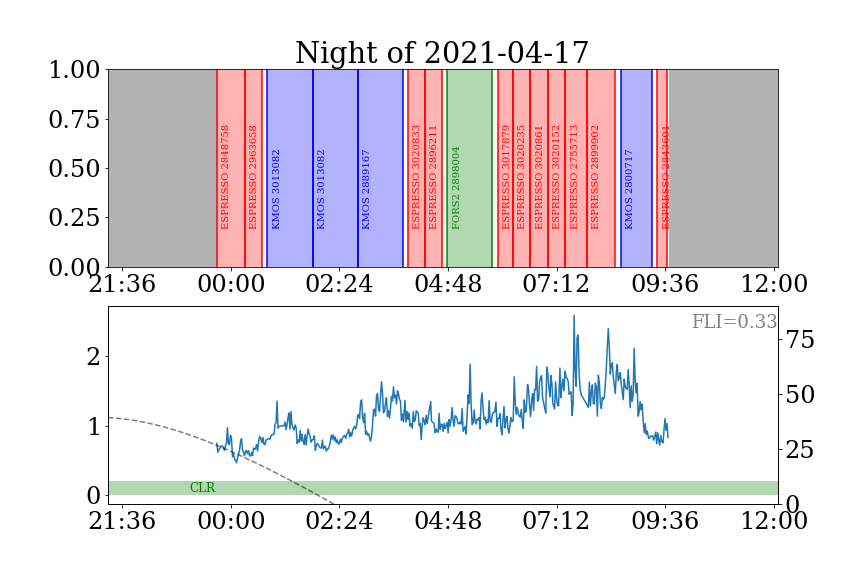 Night of 2021-04-17
1.00
0.75
0.50
0.25
0.00
ESPRESSO 2848758
ESPRESSO 2963658
KMOS 3013082
KMOS 3013082
KMOS 2889167
ESPRESSO 3020833
ESPRESSO 2896211
FORS2 2898004
ESPRESSO 3017879
ESPRESSO 3020235
ESPRESSO 3020861
ESPRESSO 3020152
ESPRESSO 2755713
ESPRESSO 2899902
KMOS 2800717
ESPRESSO 2843601
21:36 00:00 02:24 04:48 07:12 09:36 12:00
FLI=0.33
2
1
0
75
50
25
0
CLR
21:36 00:00 02:24 04:48 07:12 09:36 12:00